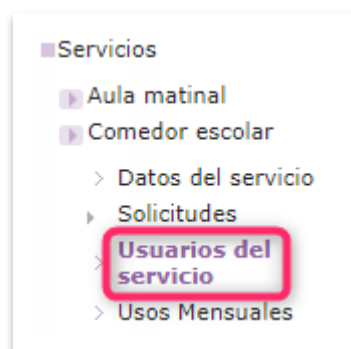 Servicios
Aula matinal
Comedor escolar
Datos del servicio
Solicitudes
Usuarios del
servicio
Usos Mensuales